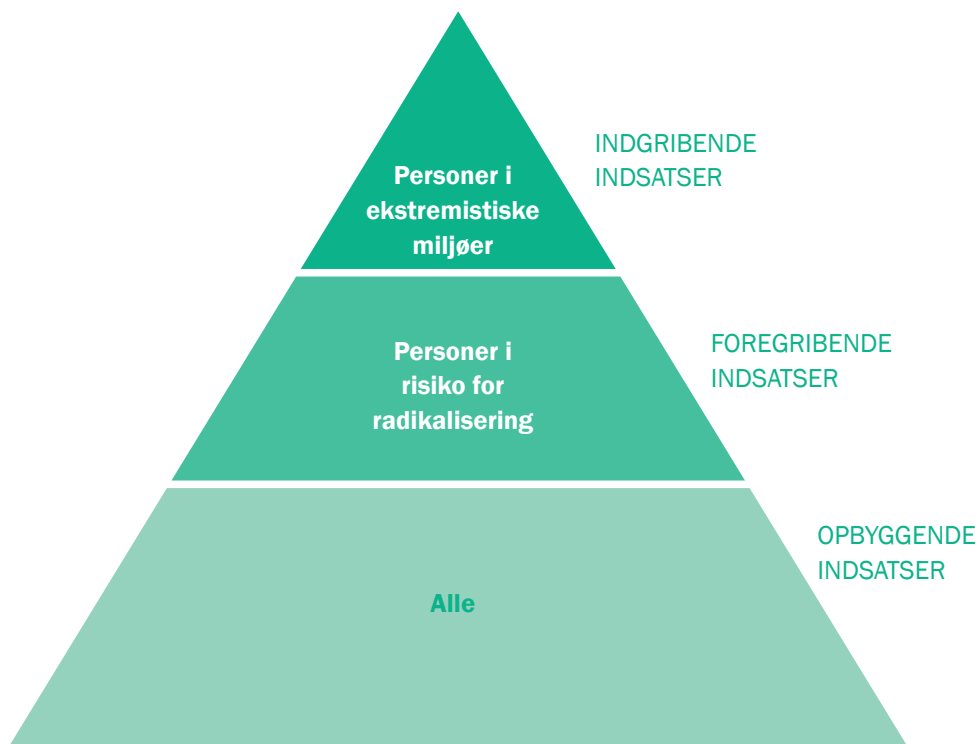 Personer i
ekstremistiske
miljøer
INDGRIBENDE
INDSATSER
Personer i
risiko for
radikalisering
FOREGRIBENDE
INDSATSER
Alle
OPBYGGENDE
INDSATSER